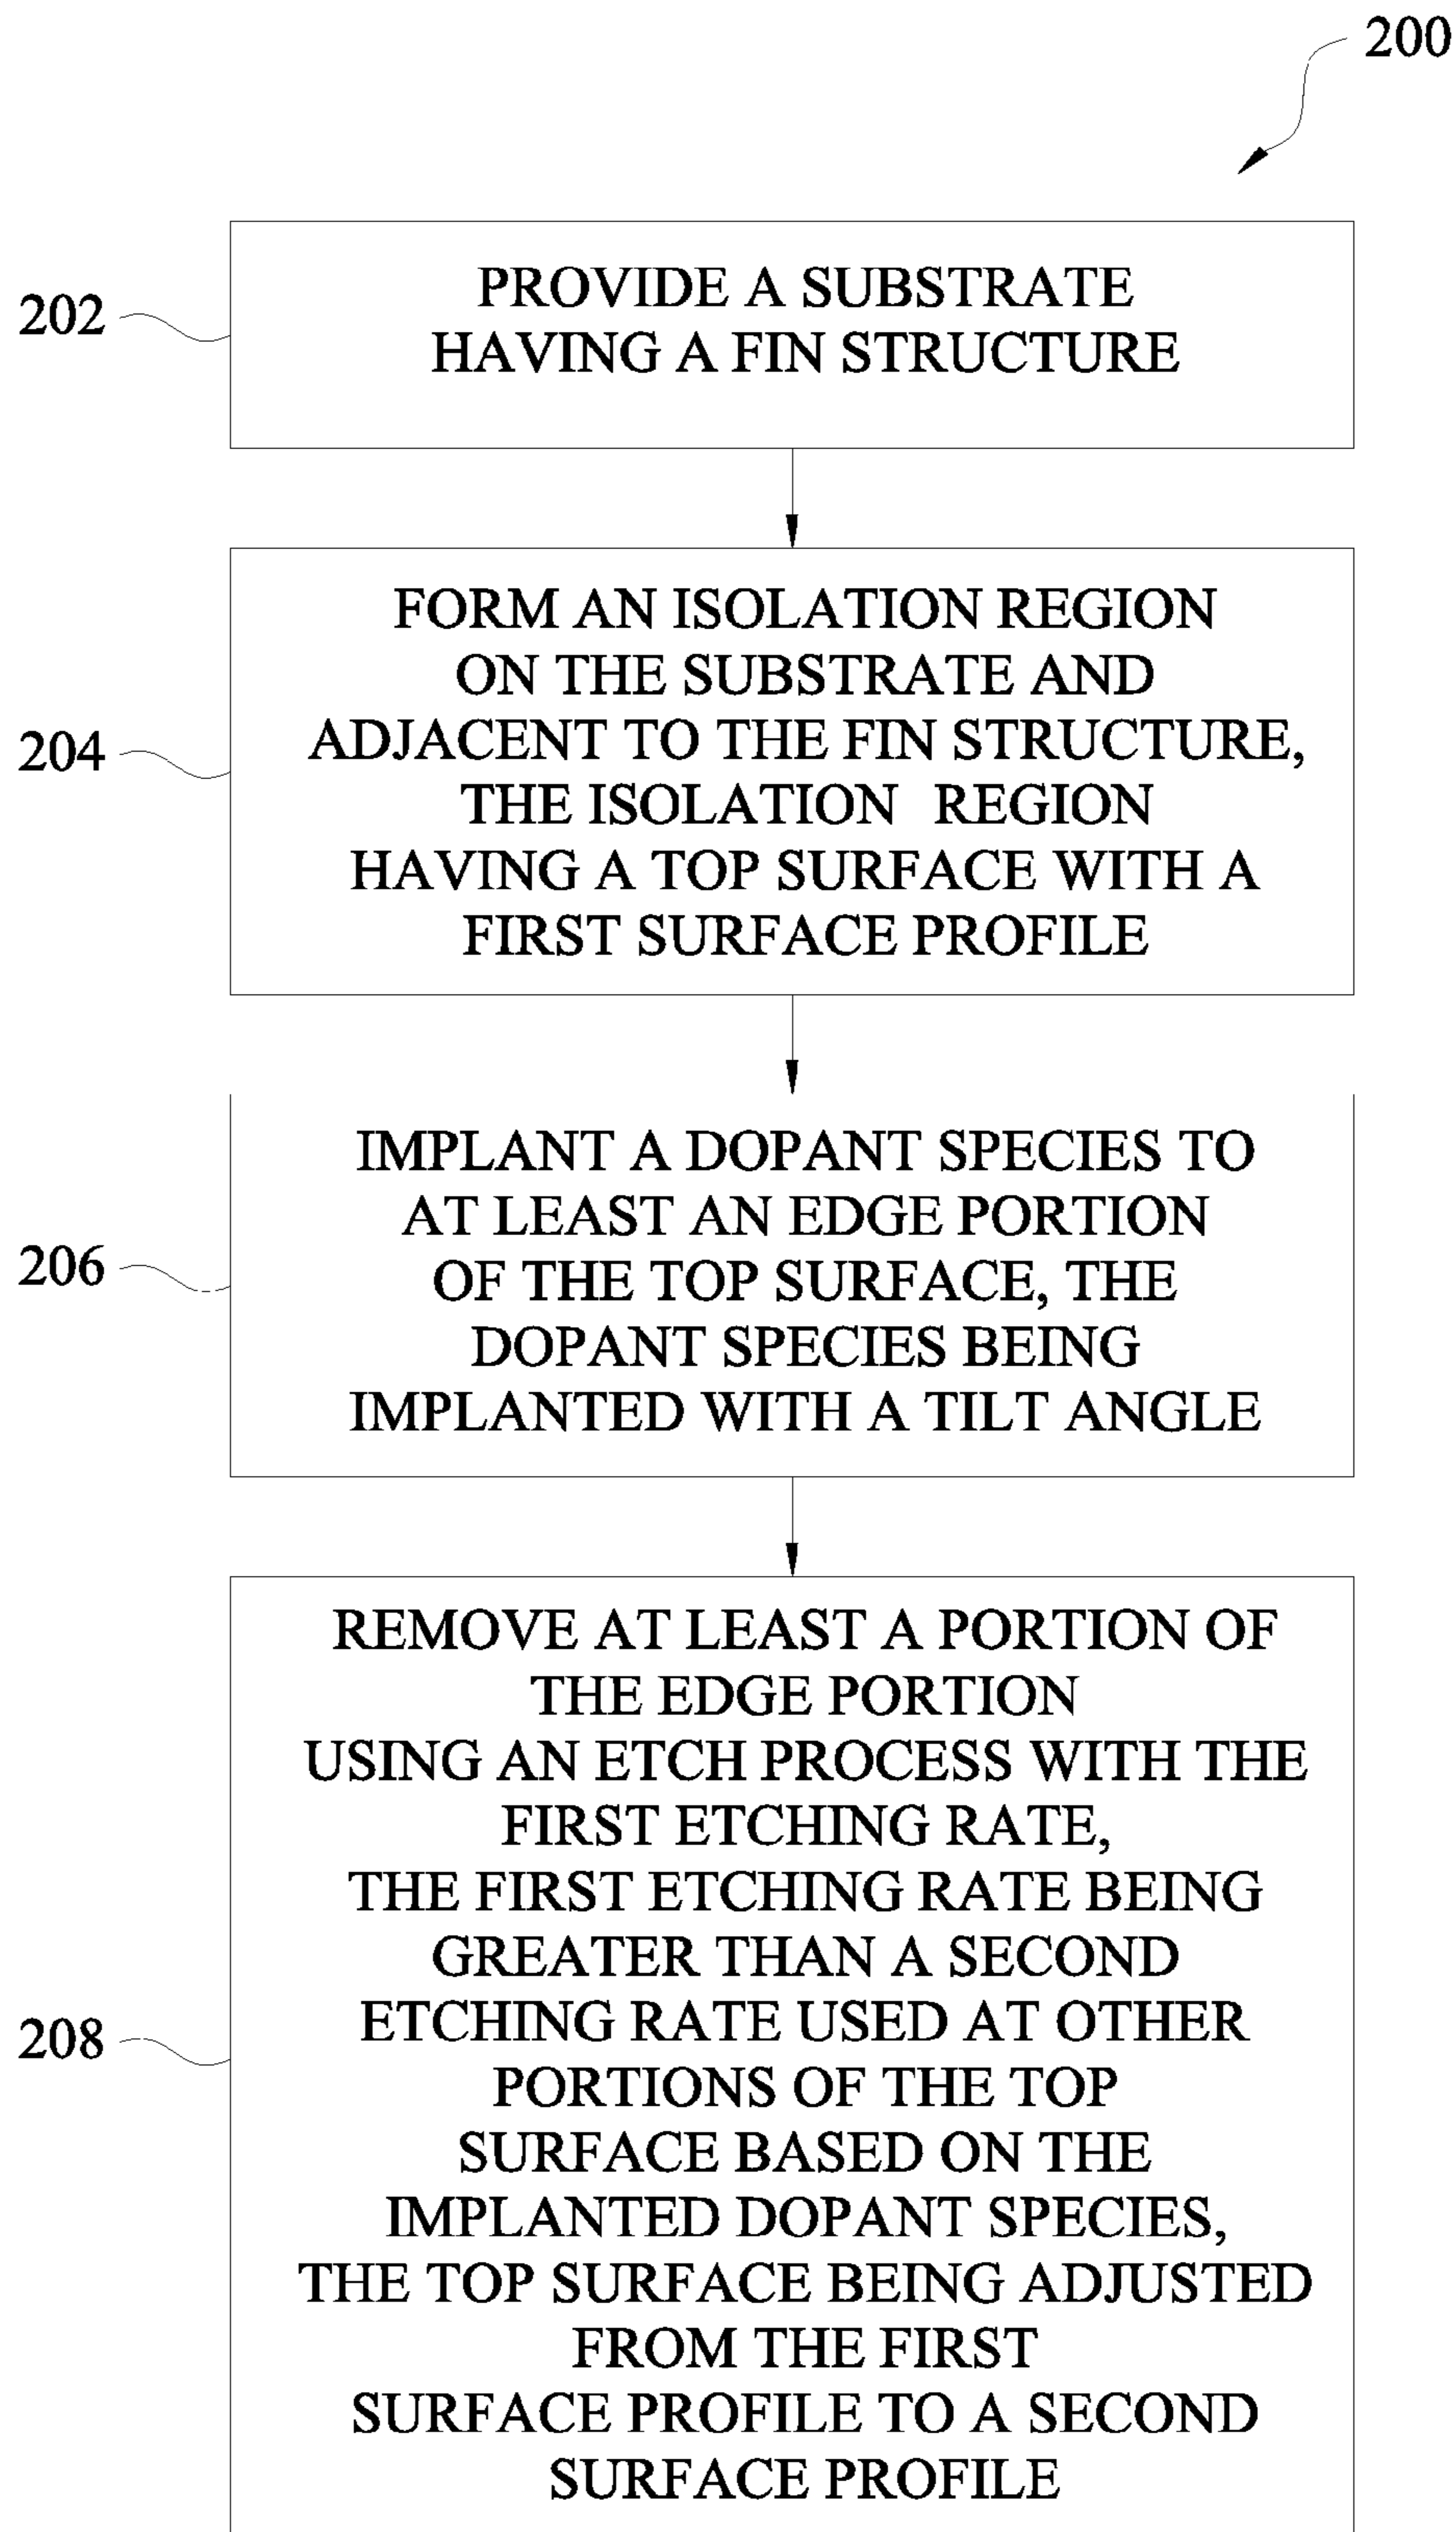 200
202
PROVIDE A SUBSTRATE
HAVING A FIN STRUCTURE
204
FORM AN ISOLATION REGION
ON THE SUBSTRATE AND
ADJACENT TO THE FIN STRUCTURE,
THE ISOLATION REGION
HAVING A TOP SURFACE WITH A
FIRST SURFACE PROFILE
206
IMPLANT A DOPANT SPECIES TO
AT LEAST AN EDGE PORTION
OF THE TOP SURFACE, THE
DOPANT SPECIES BEING
IMPLANTED WITH A TILT ANGLE
208
REMOVE AT LEAST A PORTION OF
THE EDGE PORTION
USING AN ETCH PROCESS WITH THE
FIRST ETCHING RATE,
THE FIRST ETCHING RATE BEING
GREATER THAN A SECOND
ETCHING RATE USED AT OTHER
PORTIONS OF THE TOP
SURFACE BASED ON THE
IMPLANTED DOPANT SPECIES,
THE TOP SURFACE BEING ADJUSTED
FROM THE FIRST
SURFACE PROFILE TO A SECOND
SURFACE PROFILE